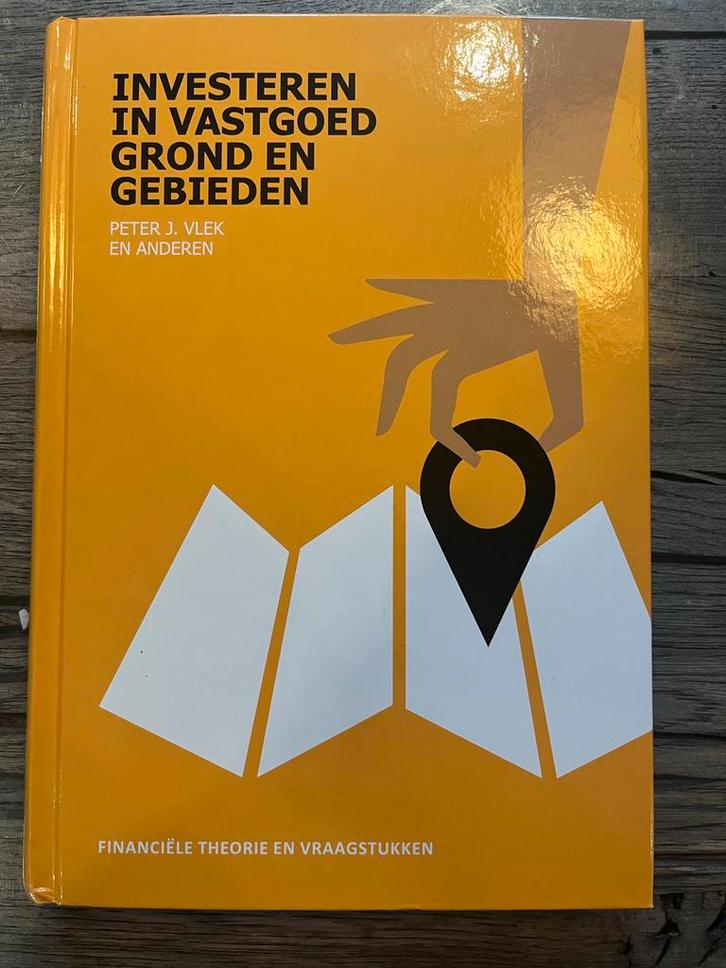 INVESTEREN
IN VASTGOED
GROND EN
GEBIEDEN
PETER J. VLEK
EN ANDEREN
FINANCIËLE THEORIE EN VRAAGSTUKKEN